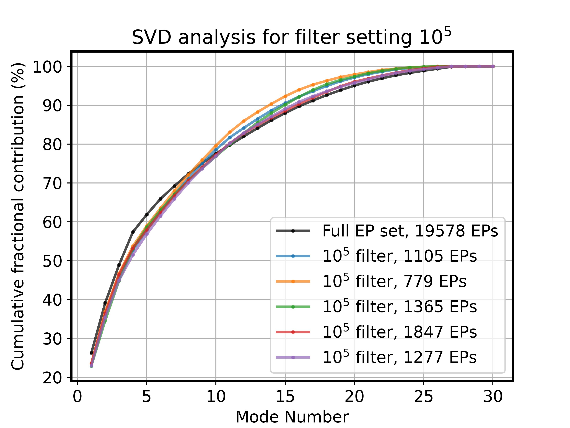 SVD analysis for filter setting 10⁵
Cumulative fractional contribution (%)
100
90
80
70
60
50
40
30
20
0
5
10
15
20
25
30
Mode Number
Full EP set, 19578 EPs
10⁵ filter, 1105 EPs
10⁵ filter, 779 EPs
10⁵ filter, 1365 EPs
10⁵ filter, 1847 EPs
10⁵ filter, 1277 EPs